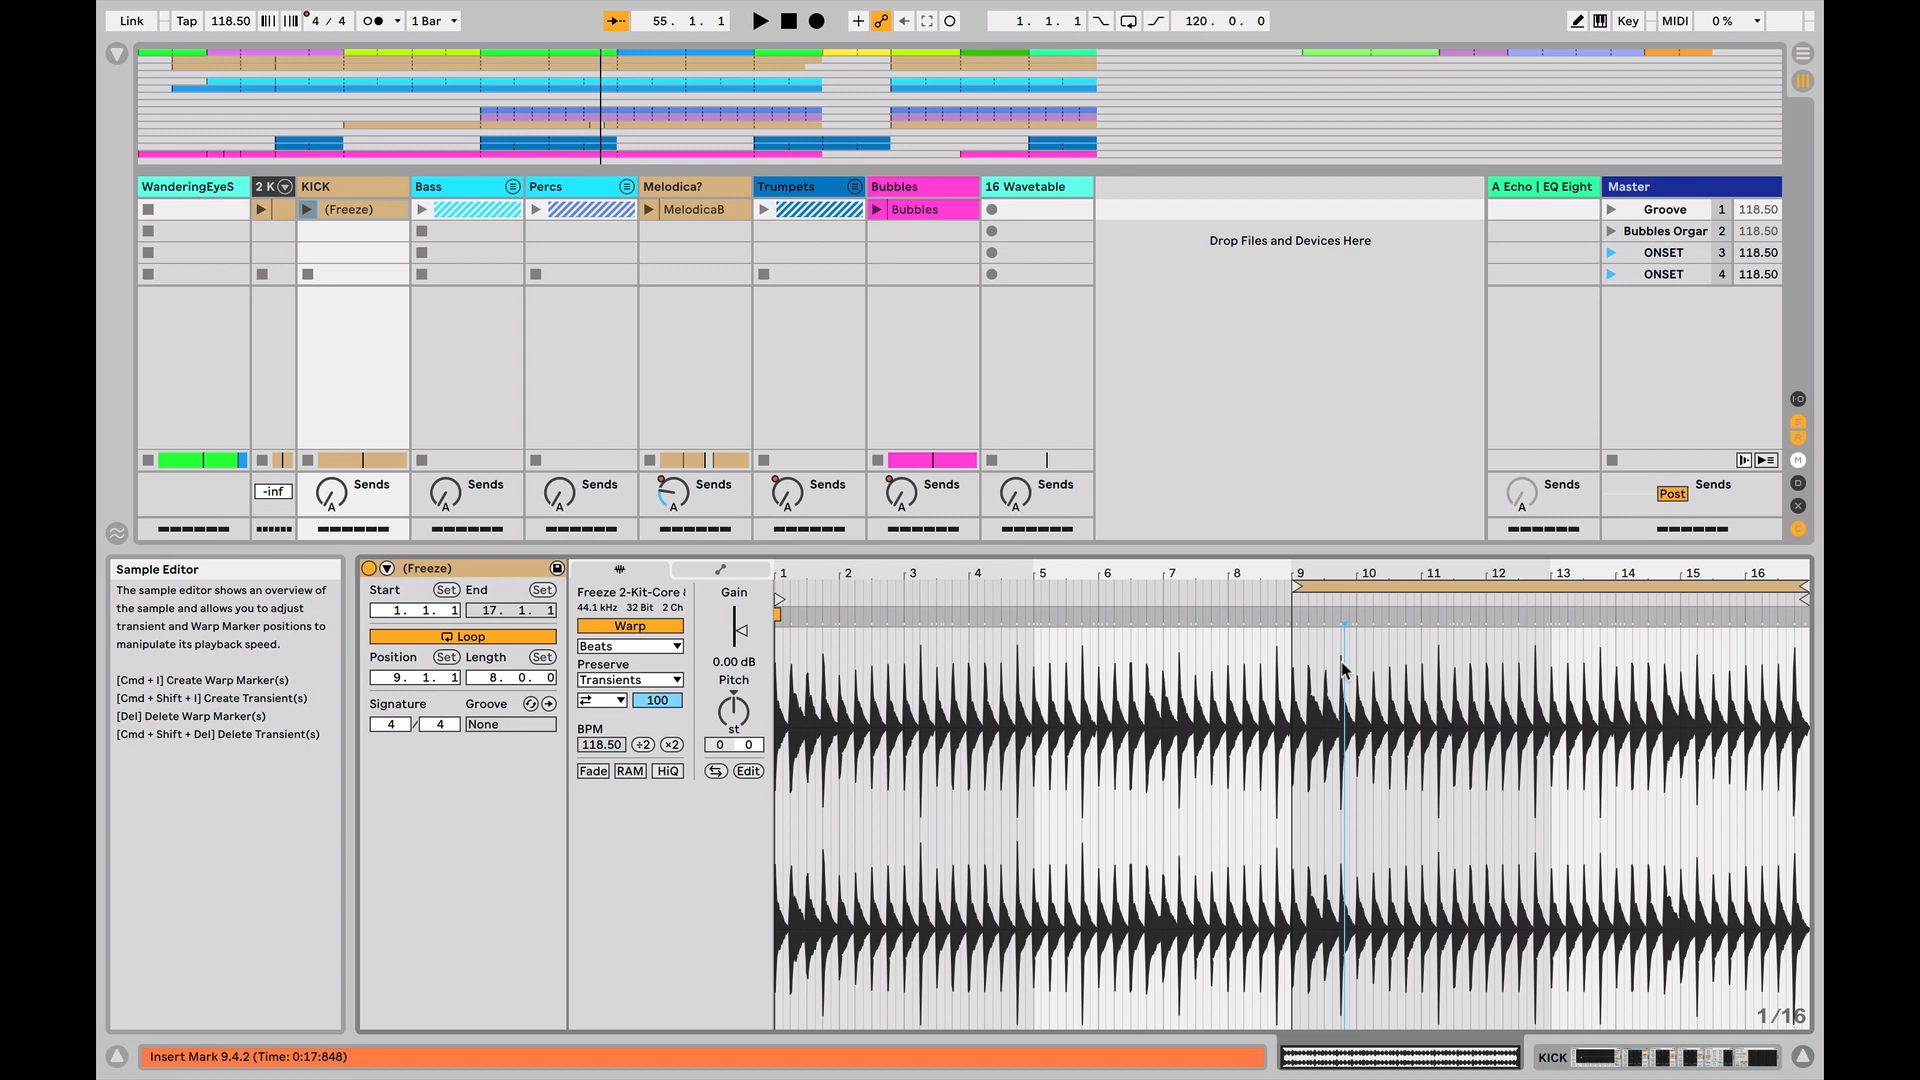 Link
Tap
118.50
4 / 4
1 Bar
55. 1. 1
1. 1. 1
120. 0. 0
Key
MIDI
0 %
WanderingEyeS
2 K
KICK
Bass
Percs
Melodica?
Trumpets
Bubbles
16 Wavetable
A Echo | EQ Eight
Master
(Freeze)
MelodicaB
Bubbles
Groove 1 118.50
Bubbles Organ 2 118.50
ONSET 3 118.50
ONSET 4 118.50
Drop Files and Devices Here
-inf
Sends
A
Sends
A
Sends
A
Sends
A
Sends
A
Sends
A
Sends
A
Sends
A
Sends
Post
I·O
S
R
M
D
X
C
Sample Editor
The sample editor shows an overview of
the sample and allows you to adjust
transient and Warp Marker positions to
manipulate its playback speed.
[Cmd + I] Create Warp Marker(s)
[Cmd + Shift + I] Create Transient(s)
[Del] Delete Warp Marker(s)
[Cmd + Shift + Del] Delete Transient(s)
(Freeze)
Start Set End Set
1. 1. 1 17. 1. 1
Loop
Position Set Length Set
9. 1. 1 8. 0. 0
Signature Groove
4 / 4 None
Freeze 2-Kit-Core
44.1 kHz 32 Bit 2 Ch
Warp
Beats
Preserve
Transients
100
BPM
118.50 ÷2 ×2
Fade RAM HiQ
Gain
0.00 dB
Pitch
st
0 0
Edit
1 2 3 4 5 6 7 8 9 10 11 12 13 14 15 16
1/16
Insert Mark 9.4.2 (Time: 0:17:848)
KICK